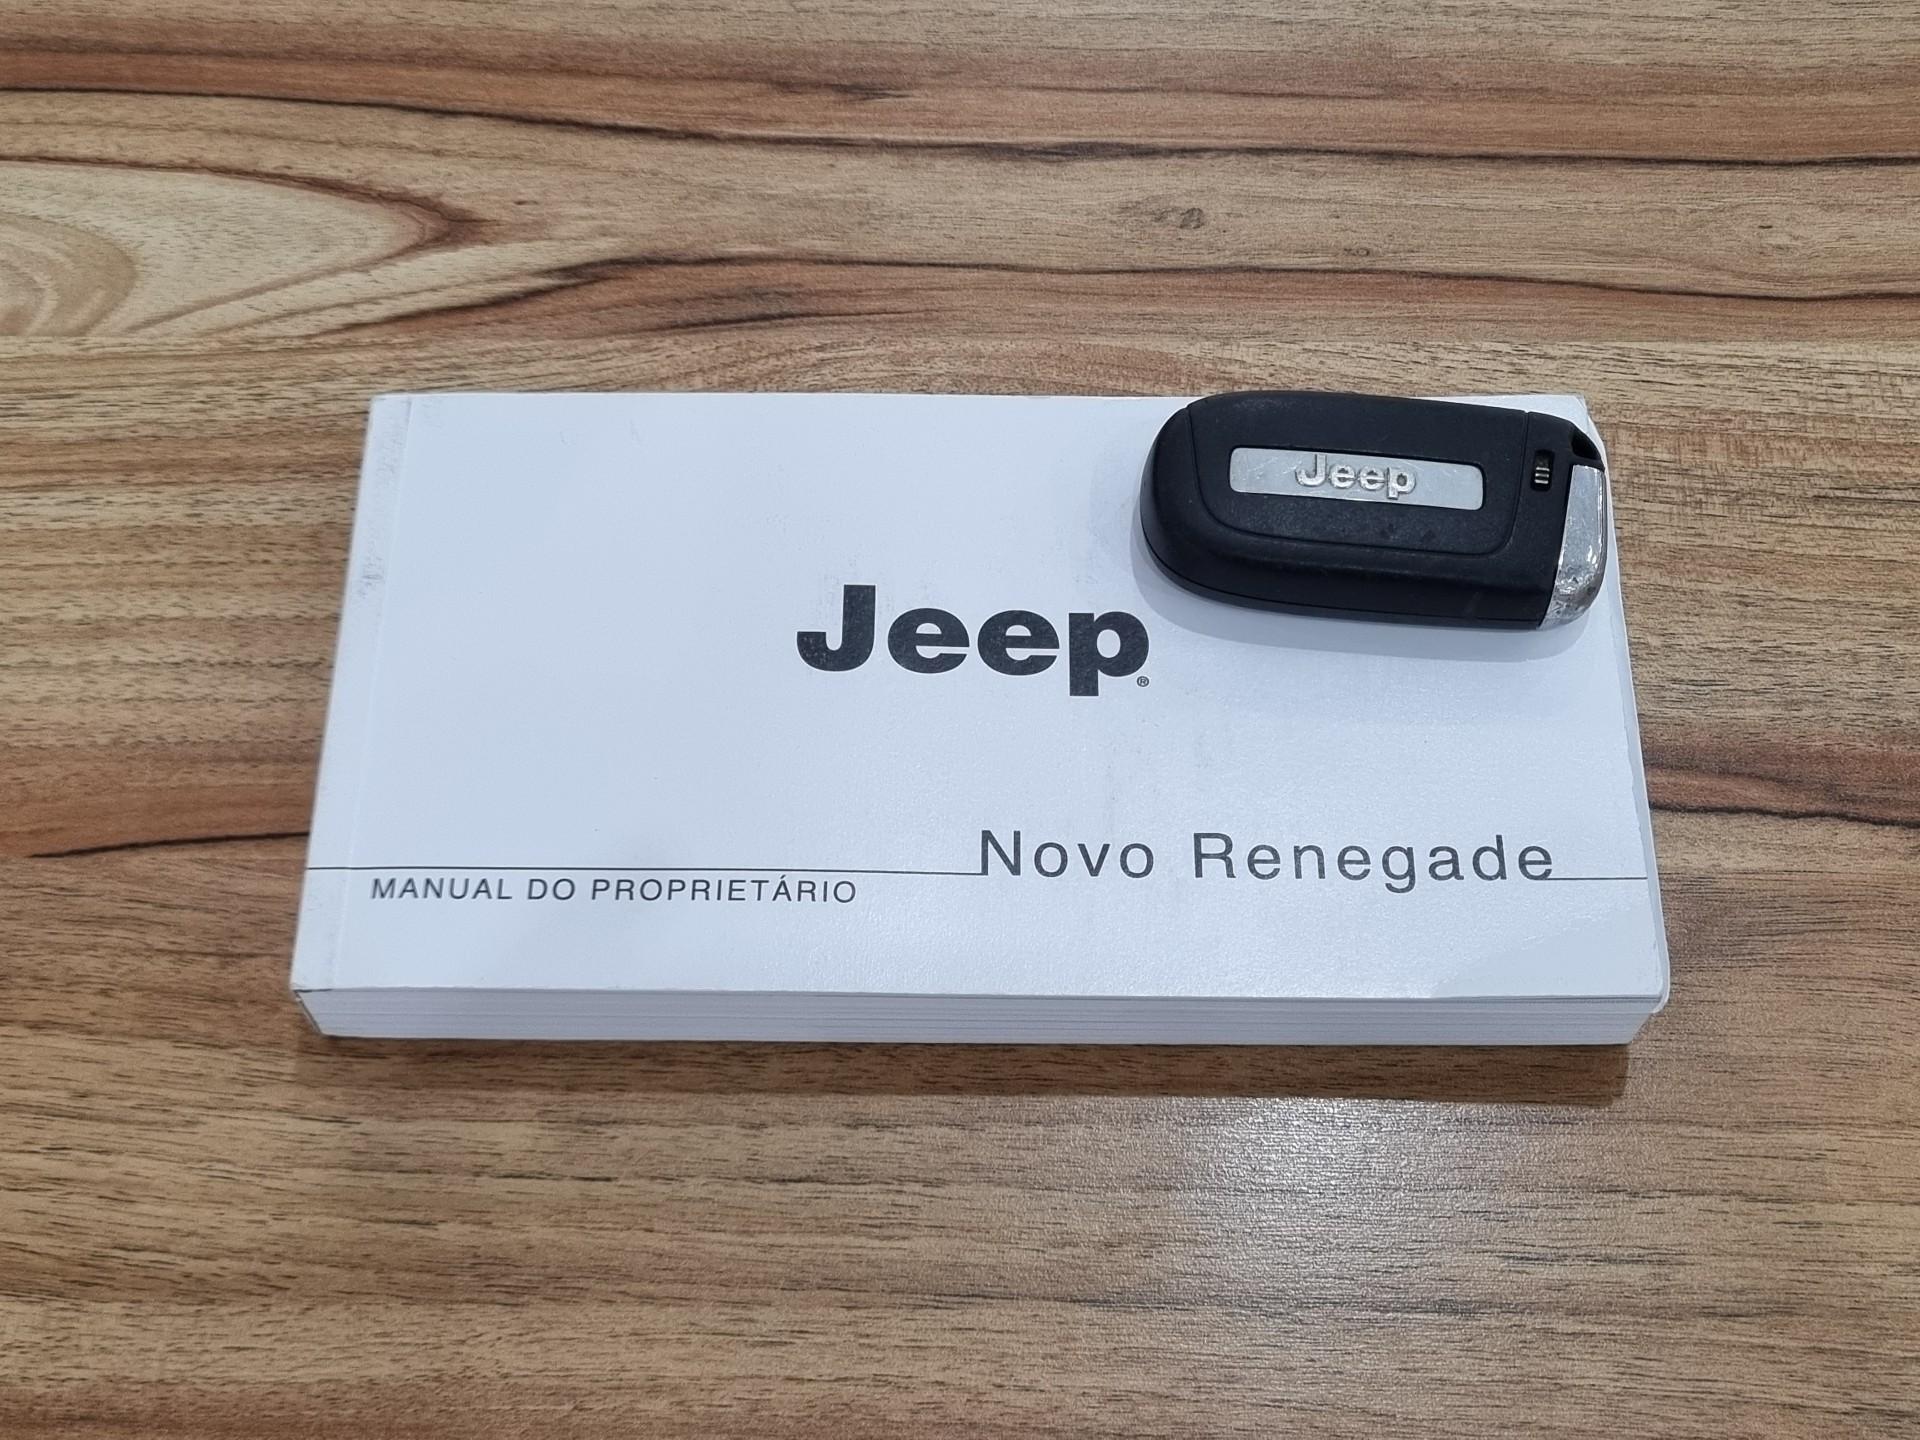 Jeep
Jeep®
Novo Renegade
MANUAL DO PROPRIETÁRIO